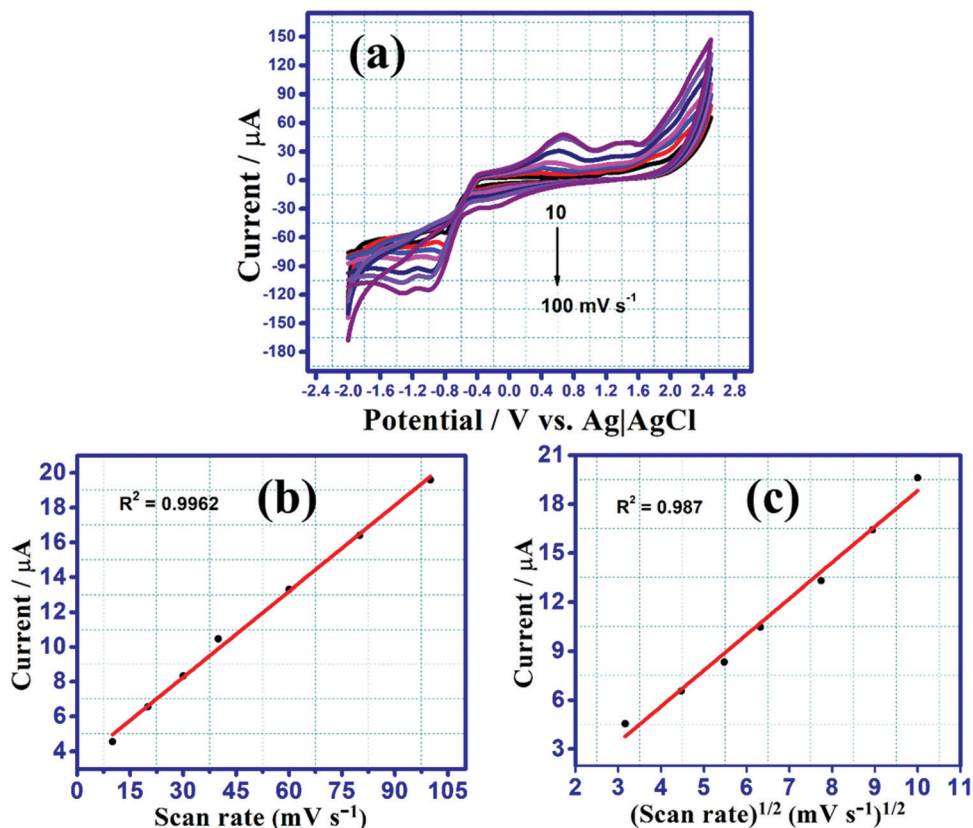 (a)
150
120
90
60
30
0
-30
-60
-90
-120
-150
-180
Current / μA
10
100 mV s⁻¹
-2.4 -2.0 -1.6 -1.2 -0.8 -0.4 0.0 0.4 0.8 1.2 1.6 2.0 2.4 2.8
Potential / V vs. Ag|AgCl
(b)
R² = 0.9962
20
18
16
14
12
10
8
6
4
Current / μA
0 15 30 45 60 75 90 105
Scan rate (mV s⁻¹)
(c)
R² = 0.987
21
18
15
12
9
6
3
Current / μA
2 3 4 5 6 7 8 9 10 11
(Scan rate)¹/² (mV s⁻¹)¹/²